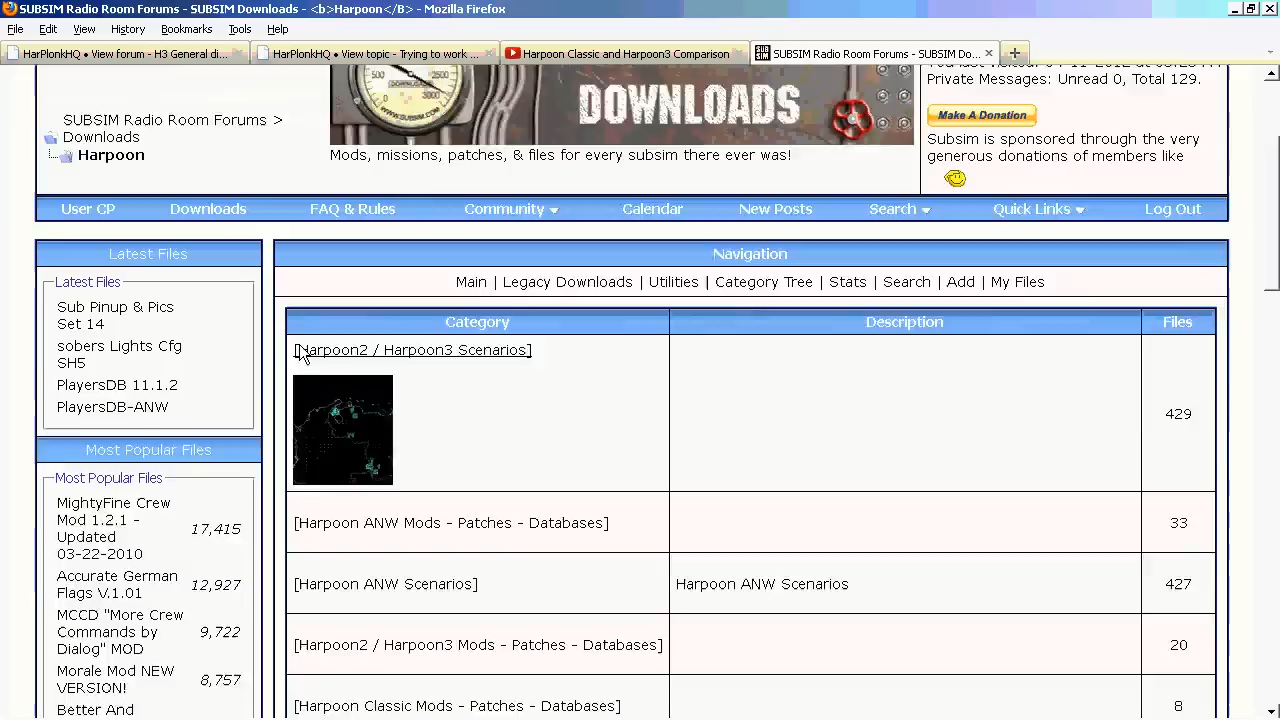 SUBSIM Radio Room Forums - SUBSIM Downloads - <b>Harpoon</B> - Mozilla Firefox
File Edit View History Bookmarks Tools Help
HarPlonkHQ • View forum - H3 General di...
HarPlonkHQ • View topic - Trying to work ...
Harpoon Classic and Harpoon3 Comparison
SUBSIM Radio Room Forums - SUBSIM Do...
SUBSIM Radio Room Forums >
Downloads
Harpoon
500
2500
0
3000
WWW.SUBSIM.COM
DOWNLOADS
Mods, missions, patches, & files for every subsim there ever was!
Private Messages: Unread 0, Total 129.
Make A Donation
Subsim is sponsored through the very
generous donations of members like
User CP Downloads FAQ & Rules Community Calendar New Posts Search Quick Links Log Out
Latest Files
Latest Files
Sub Pinup & Pics
Set 14
sobers Lights Cfg
SH5
PlayersDB 11.1.2
PlayersDB-ANW
Most Popular Files
Most Popular Files
MightyFine Crew
Mod 1.2.1 -
Updated
03-22-2010
17,415
Accurate German
Flags V.1.01
12,927
MCCD "More Crew
Commands by
Dialog" MOD
9,722
Morale Mod NEW
VERSION!
8,757
Better And
Navigation
Main | Legacy Downloads | Utilities | Category Tree | Stats | Search | Add | My Files
Category Description Files
[Harpoon2 / Harpoon3 Scenarios]
429
[Harpoon ANW Mods - Patches - Databases] 33
[Harpoon ANW Scenarios] Harpoon ANW Scenarios 427
[Harpoon2 / Harpoon3 Mods - Patches - Databases] 20
[Harpoon Classic Mods - Patches - Databases] 8